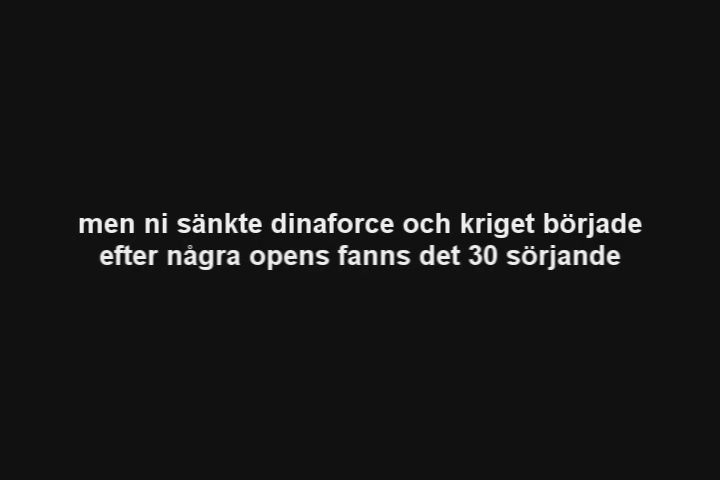 men ni sänkte dinaforce och kriget började
efter några opens fanns det 30 sörjande